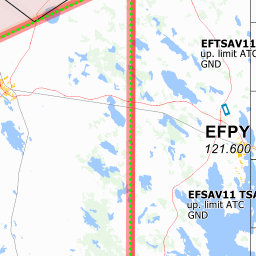 EFTSAV11
up. limit ATC
GND
EFPY
121.600
EFSAV11 TSA
up. limit ATC
GND